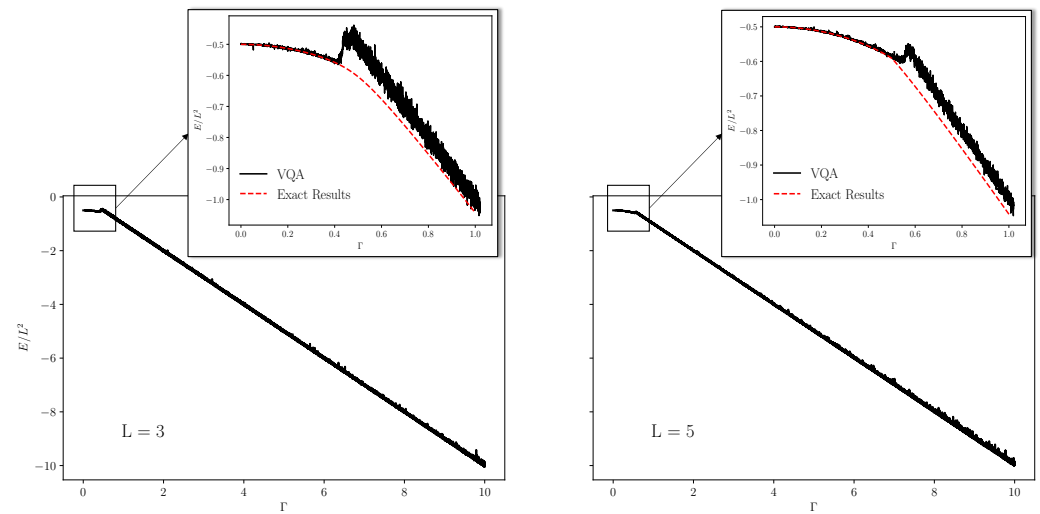 −0.5
−0.6
−0.7
−0.8
−0.9
−1.0
E/L²
VQA
Exact Results
0.0 0.2 0.4 0.6 0.8 1.0
Γ
0
−2
−4
−6
−8
−10
E/L²
L = 3
0 2 4 6 8 10
Γ
−0.5
−0.6
−0.7
−0.8
−0.9
−1.0
E/L²
VQA
Exact Results
0.0 0.2 0.4 0.6 0.8 1.0
Γ
L = 5
0 2 4 6 8 10
Γ